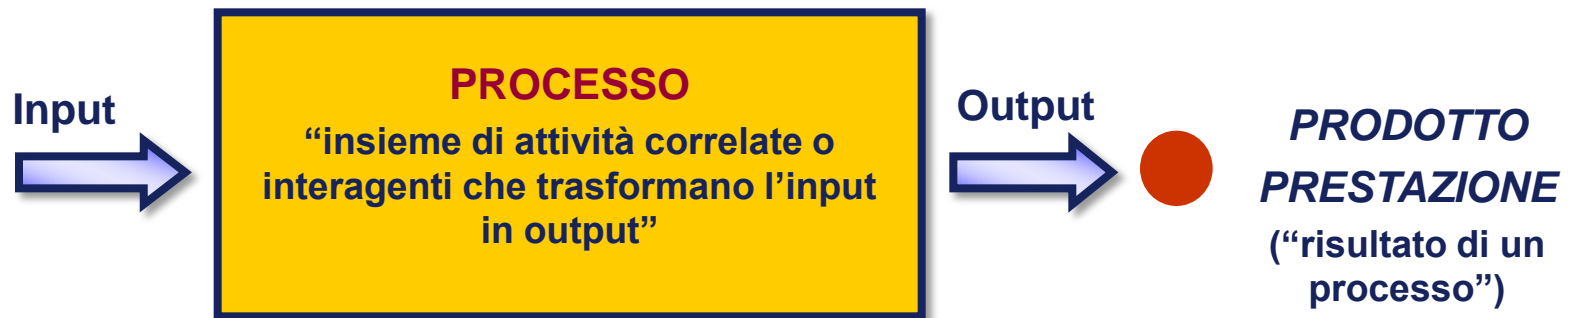 Input
PROCESSO
“insieme di attività correlate o
interagenti che trasformano l’input
in output”
Output
PRODOTTO
PRESTAZIONE
(“risultato di un
processo”)